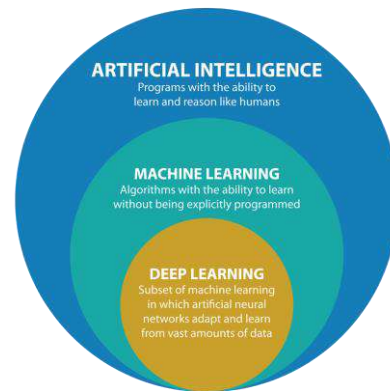 ARTIFICIAL INTELLIGENCE
Programs with the ability to
learn and reason like humans
MACHINE LEARNING
Algorithms with the ability to learn
without being explicitly programmed
DEEP LEARNING
Subset of machine learning
in which artificial neural
networks adapt and learn
from vast amounts of data